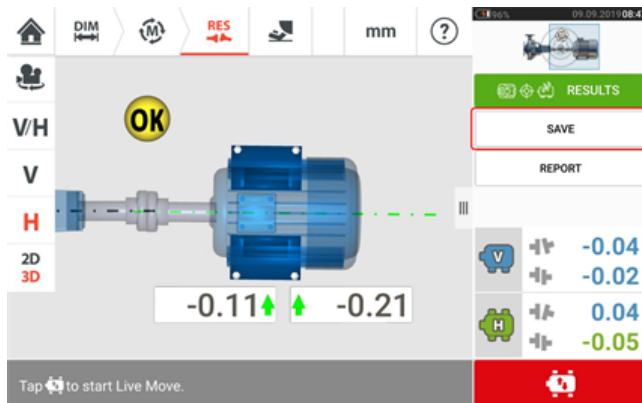 DIM
M
RES
mm
?
96%
09.09.2019 08:4
RESULTS
V/H
OK
SAVE
V
REPORT
H
2D
3D
V
-0.04
-0.02
-0.11
-0.21
H
0.04
-0.05
Tap to start Live Move.